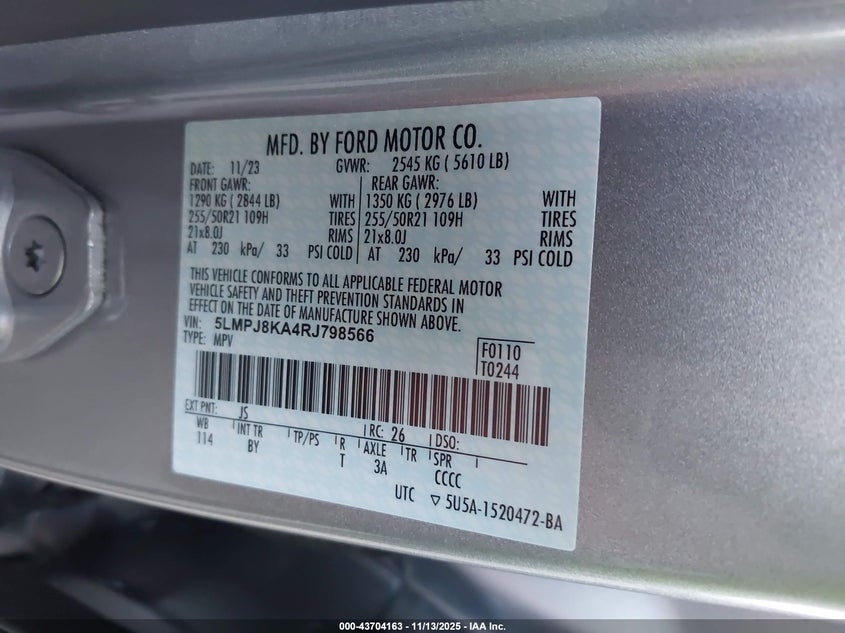 MFD. BY FORD MOTOR CO.
DATE: 11/23 GVWR: 2545 KG ( 5610 LB)
FRONT GAWR: REAR GAWR:
1290 KG ( 2844 LB) WITH 1350 KG ( 2976 LB) WITH
255/50R21 109H TIRES 255/50R21 109H TIRES
21x8.0J RIMS 21x8.0J RIMS
AT 230 kPa/ 33 PSI COLD AT 230 kPa/ 33 PSI COLD
THIS VEHICLE CONFORMS TO ALL APPLICABLE FEDERAL MOTOR
VEHICLE SAFETY AND THEFT PREVENTION STANDARDS IN
EFFECT ON THE DATE OF MANUFACTURE SHOWN ABOVE.
VIN: 5LMPJ8KA4RJ798566
TYPE: MPV
F0110
T0244
EXT PNT: JS RC: 26 DSO:
WB INT TR TP/PS R AXLE TR SPR
114 BY T 3A CCCC
UTC ▽ 5U5A-1520472-BA
000-43704163 - 11/13/2025 - IAA Inc.